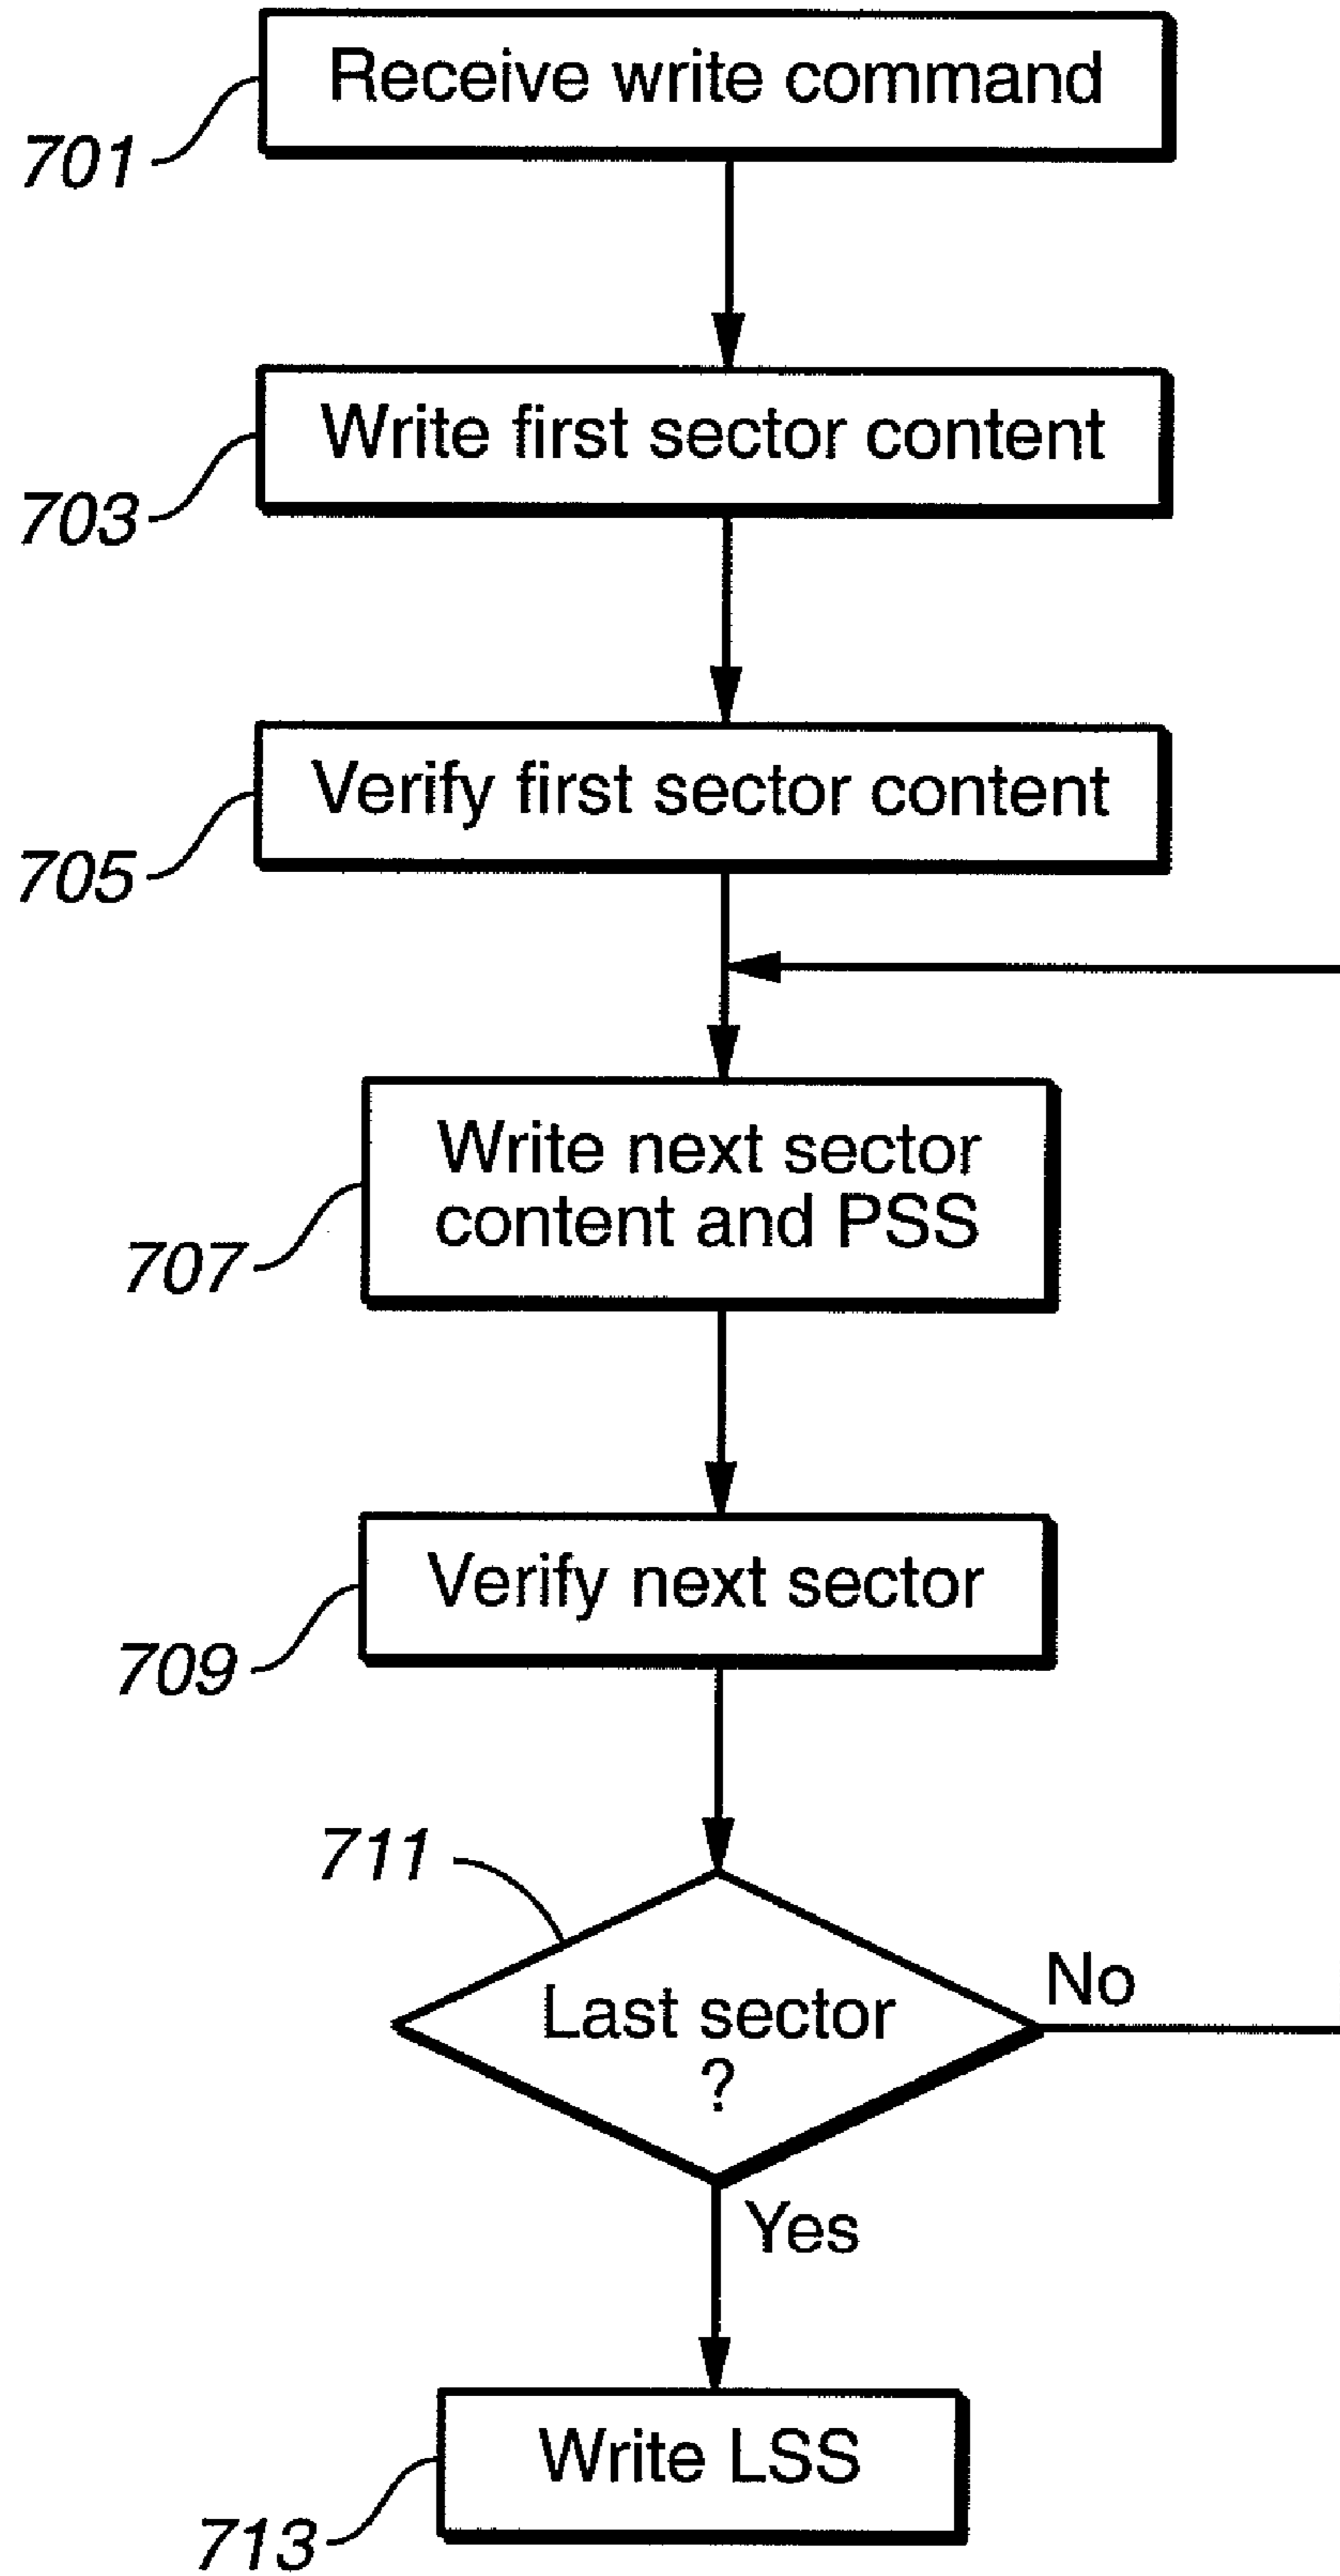 Receive write command
701
Write first sector content
703
Verify first sector content
705
Write next sector
content and PSS
707
Verify next sector
709
711
Last sector
?
No
Yes
Write LSS
713